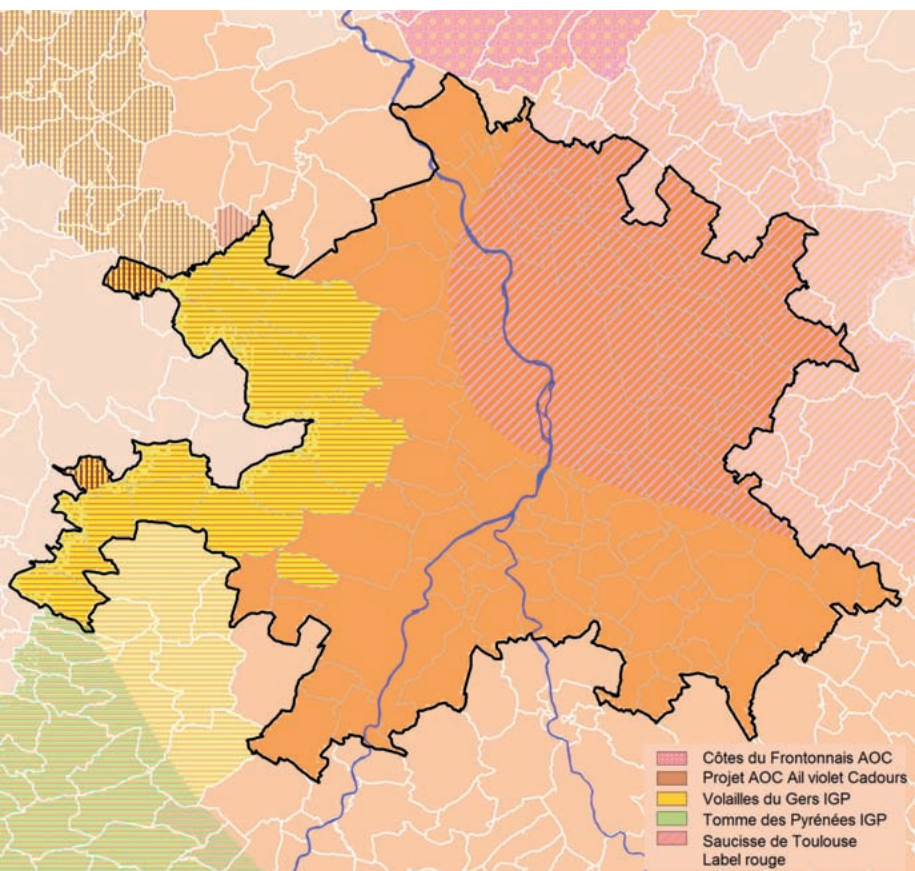 Côtes du Frontonnais AOC
Projet AOC Ail violet Cadours
Volailles du Gers IGP
Tomme des Pyrénées IGP
Saucisse de Toulouse
Label rouge